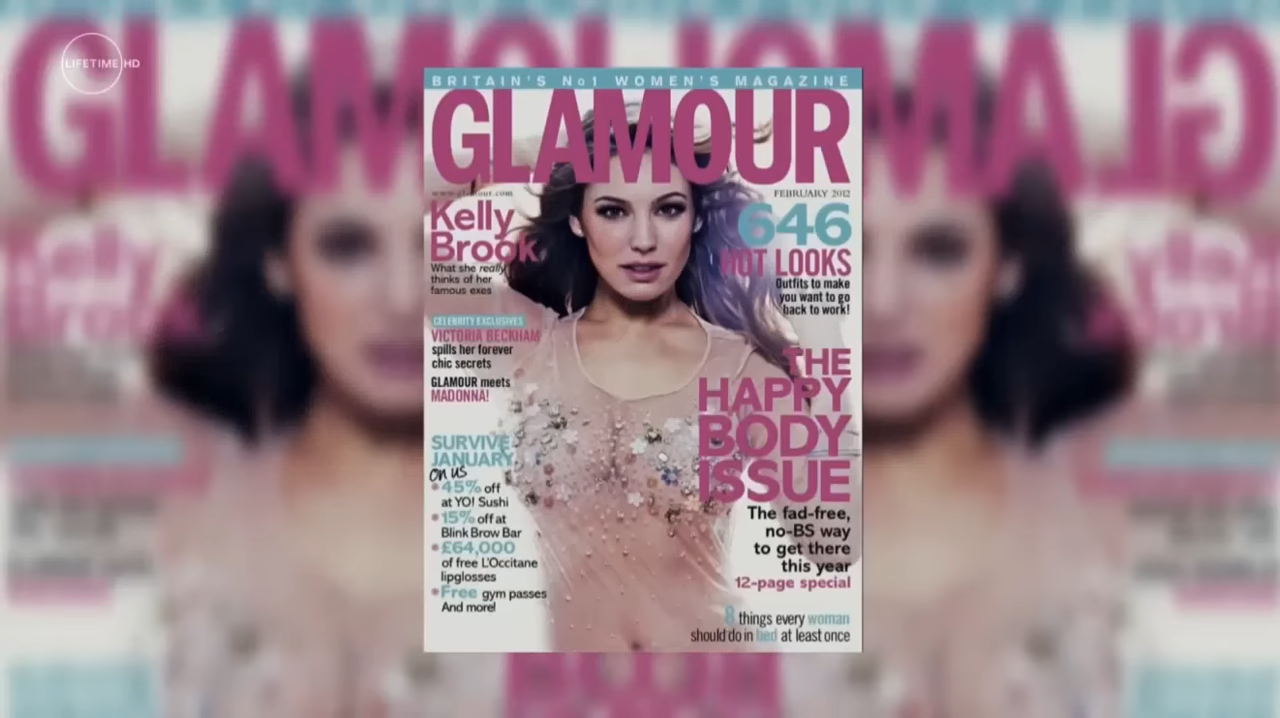 LIFETIME HD
BRITAIN'S No1 WOMEN'S MAGAZINE
GLAMOUR
www.glamour.com
FEBRUARY 2012
Kelly
Brook
What she really
thinks of her
famous exes
646
HOT LOOKS
Outfits to make
you want to go
back to work!
CELEBRITY EXCLUSIVES
VICTORIA BECKHAM
spills her forever
chic secrets
GLAMOUR meets
MADONNA!
THE
HAPPY
BODY
ISSUE
The fad-free,
no-BS way
to get there
this year
12-page special
SURVIVE
JANUARY
on us
45% off
at YO! Sushi
15% off at
Blink Brow Bar
£64,000
of free L'Occitane
lipglosses
Free gym passes
And more!
8 things every woman
should do in bed at least once